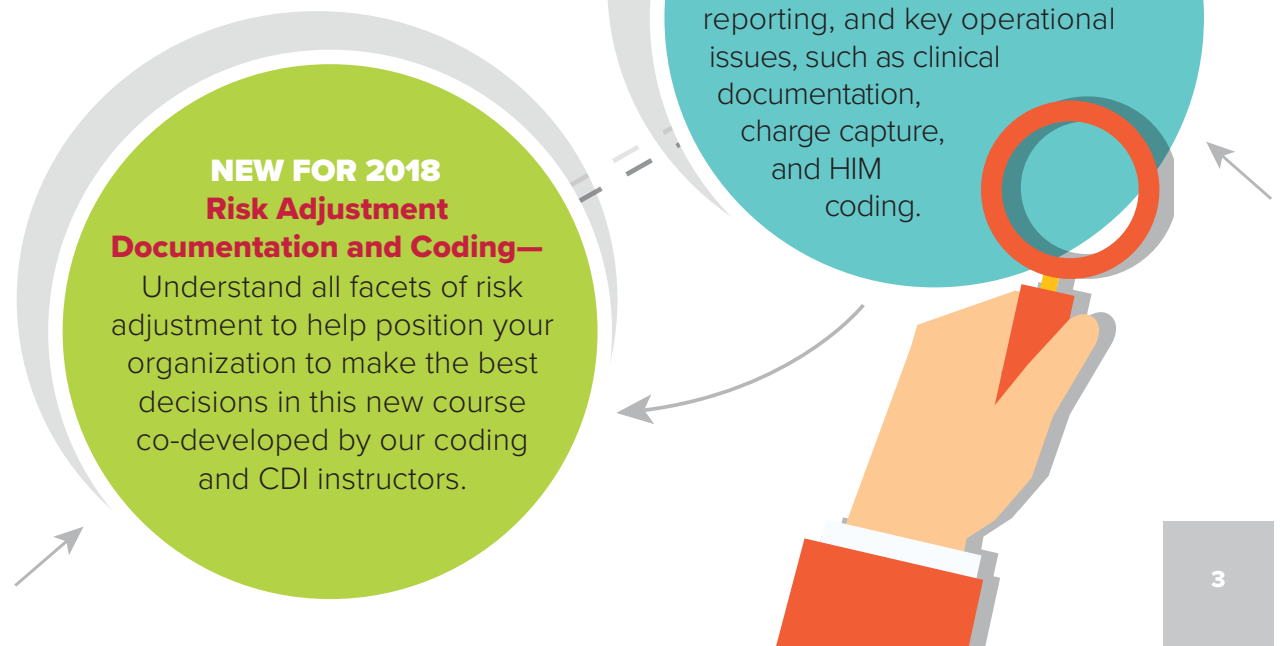 reporting, and key operational
issues, such as clinical
documentation,
charge capture,
and HIM
coding.
NEW FOR 2018
Risk Adjustment
Documentation and Coding—
Understand all facets of risk
adjustment to help position your
organization to make the best
decisions in this new course
co-developed by our coding
and CDI instructors.
3